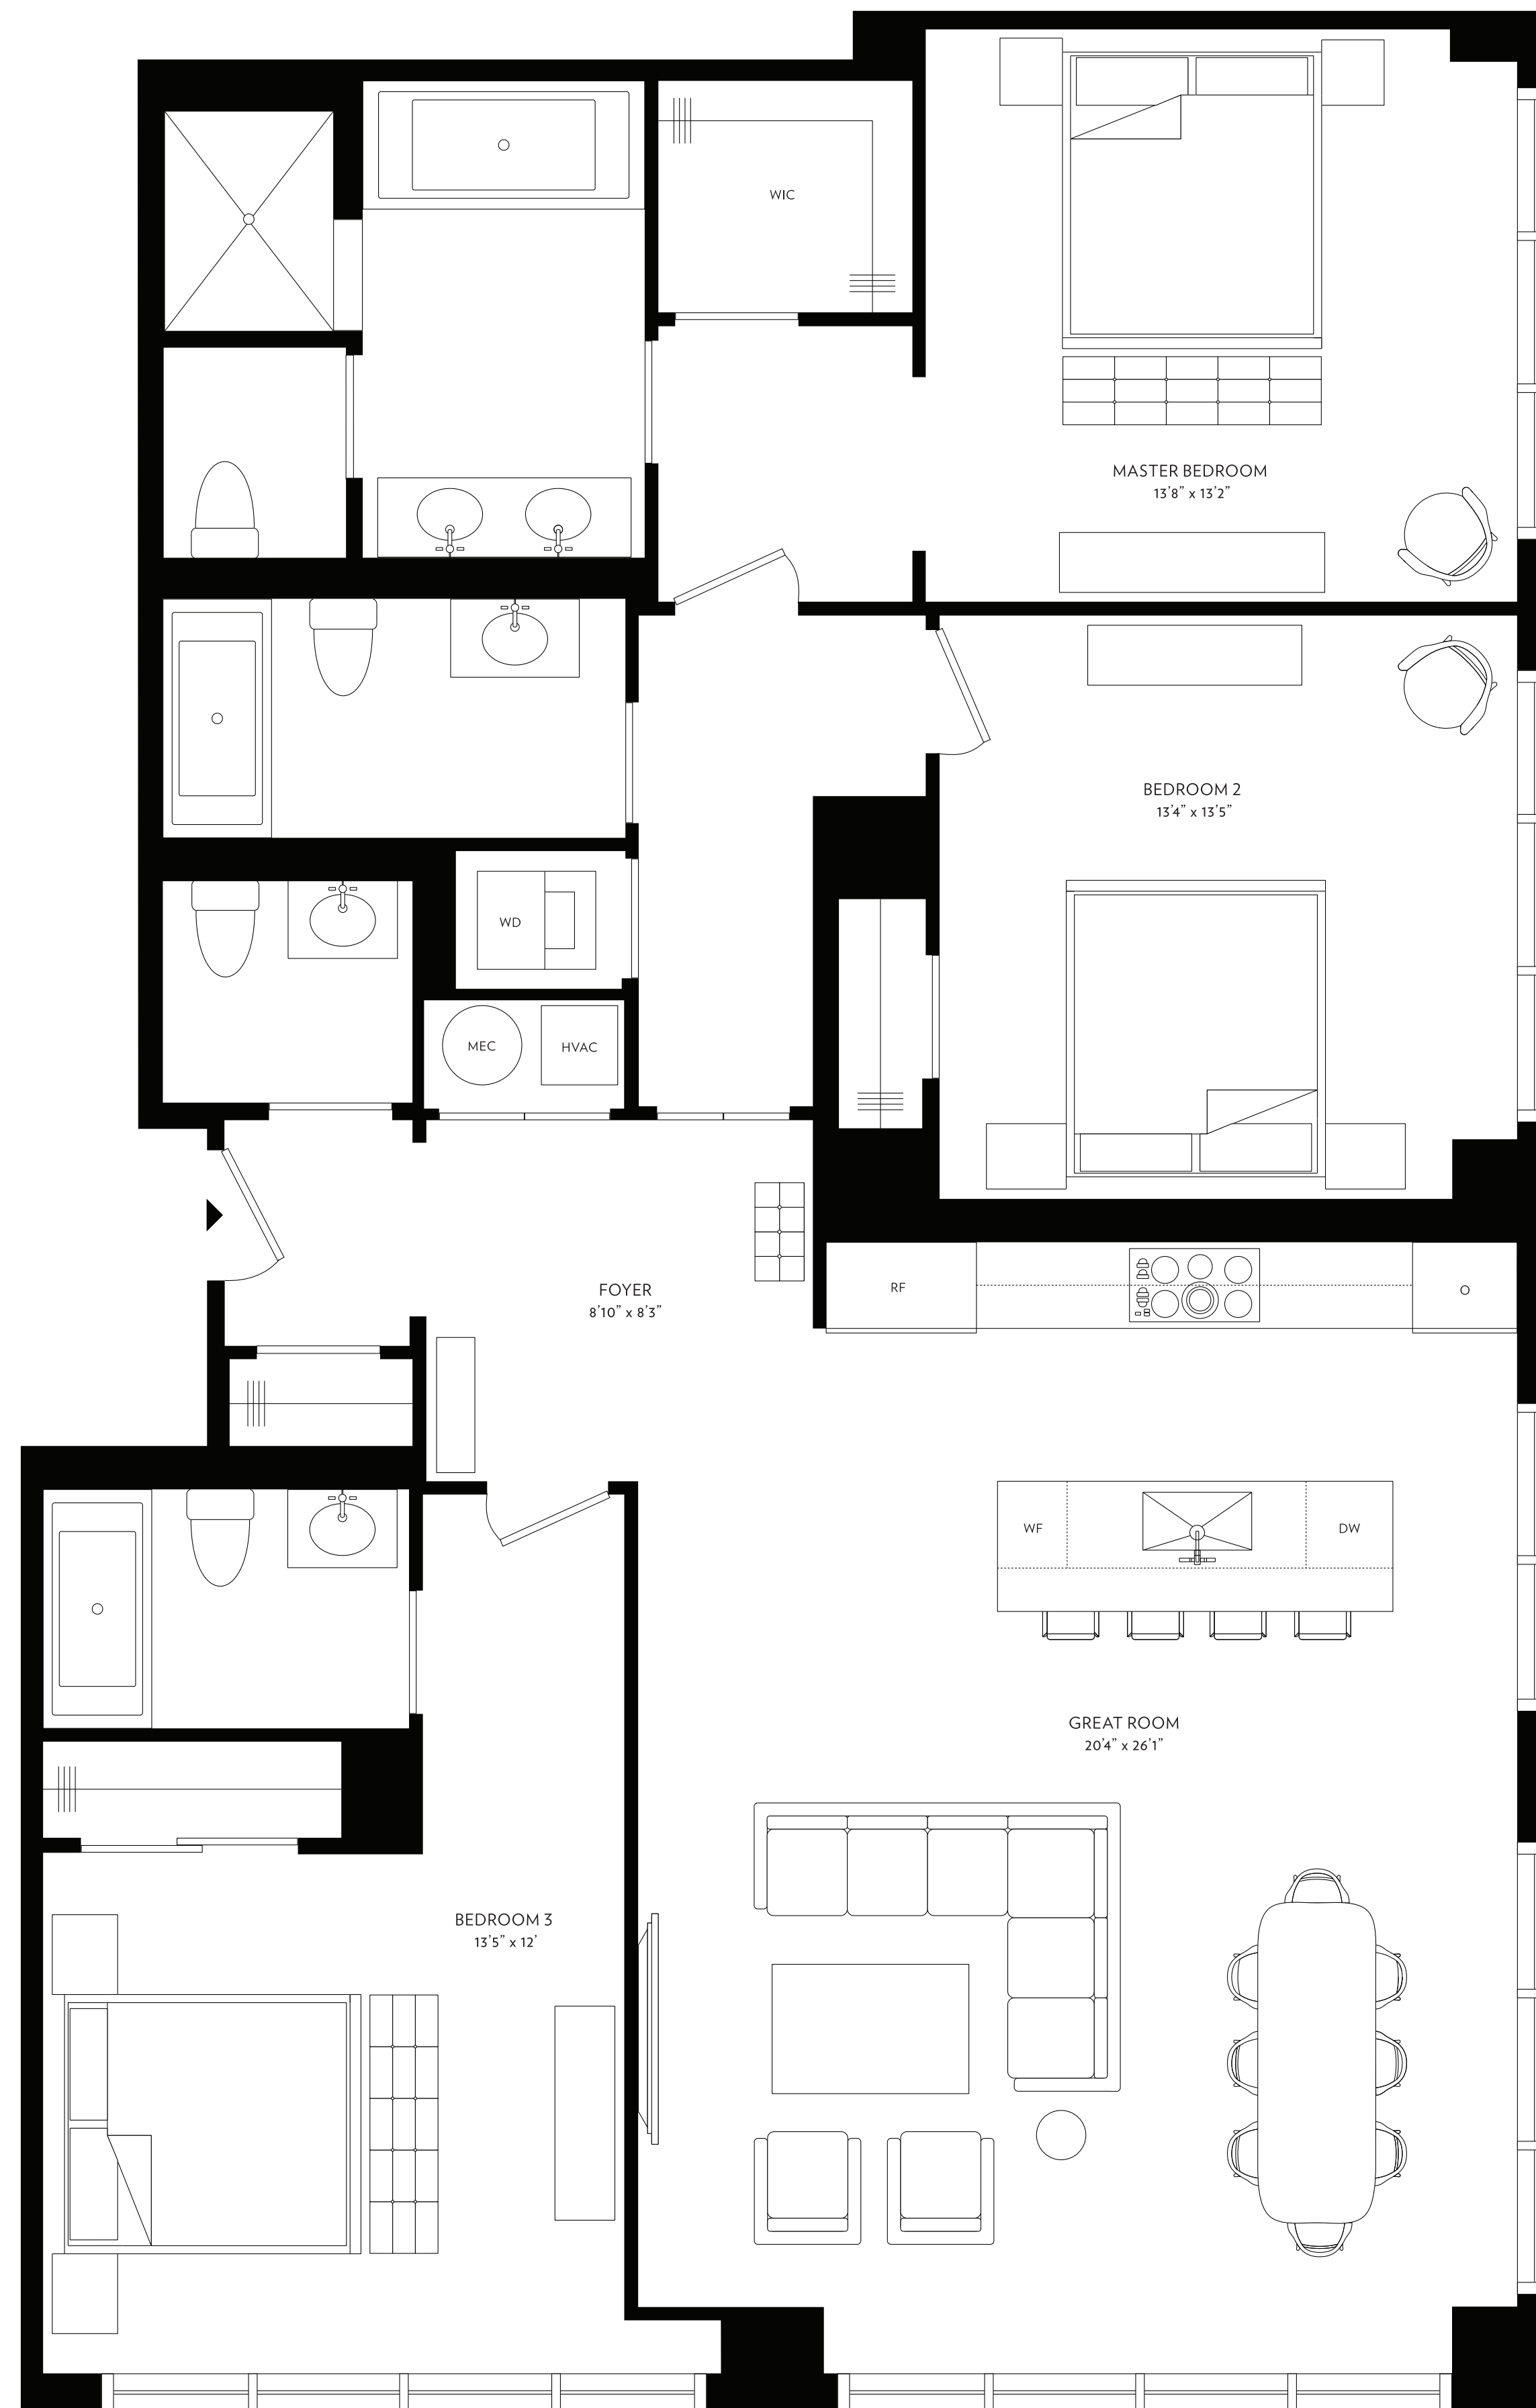 WIC
MASTER BEDROOM
13'8" x 13'2"
BEDROOM 2
13'4" x 13'5"
WD
MEC
HVAC
FOYER
8'10" x 8'3"
RF
O
WF
DW
GREAT ROOM
20'4" x 26'1"
BEDROOM 3
13'5" x 12'